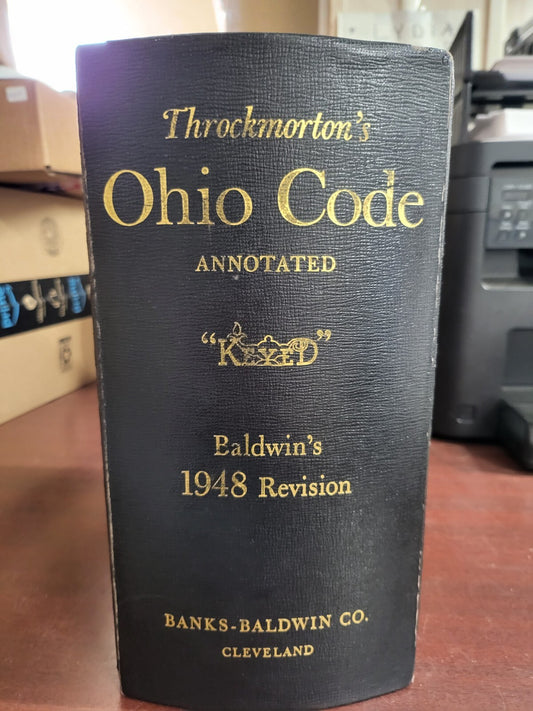 Throckmorton's
Ohio Code
ANNOTATED
"KEYED"
Baldwin's
1948 Revision
BANKS-BALDWIN CO.
CLEVELAND